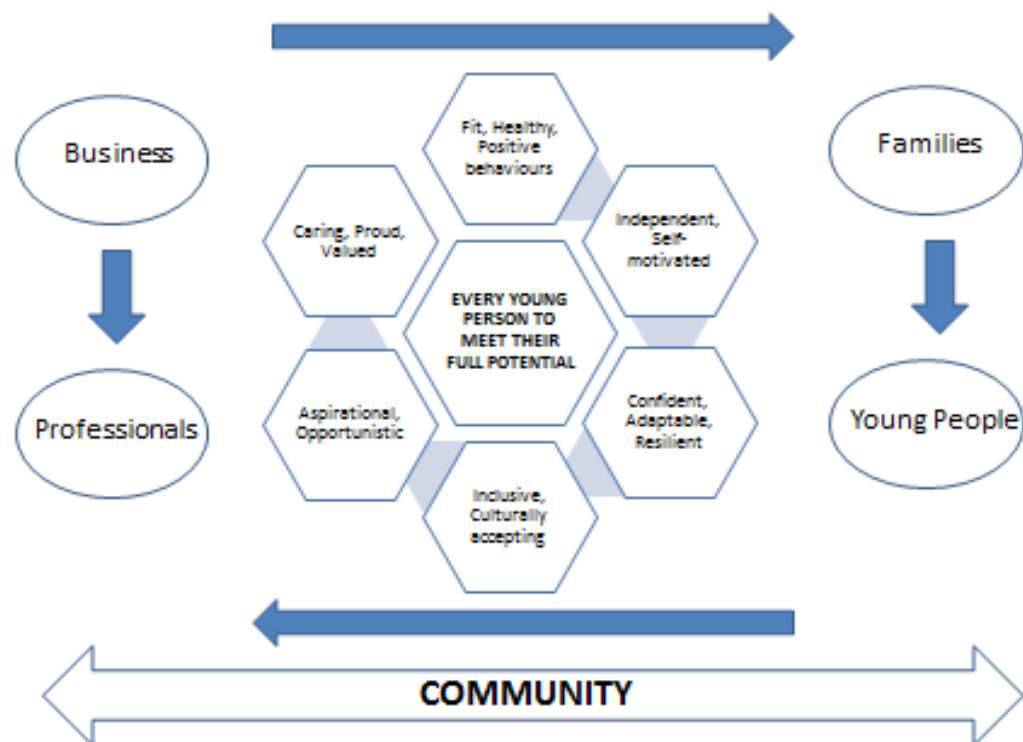 Business
Families
Fit, Healthy,
Positive
behaviours
Caring, Proud,
Valued
Independent,
Self-
motivated
EVERY YOUNG
PERSON TO
MEET THEIR
FULL POTENTIAL
Professionals
Young People
Aspirational,
Opportunistic
Confident,
Adaptable,
Resilient
Inclusive,
Culturally
accepting
COMMUNITY